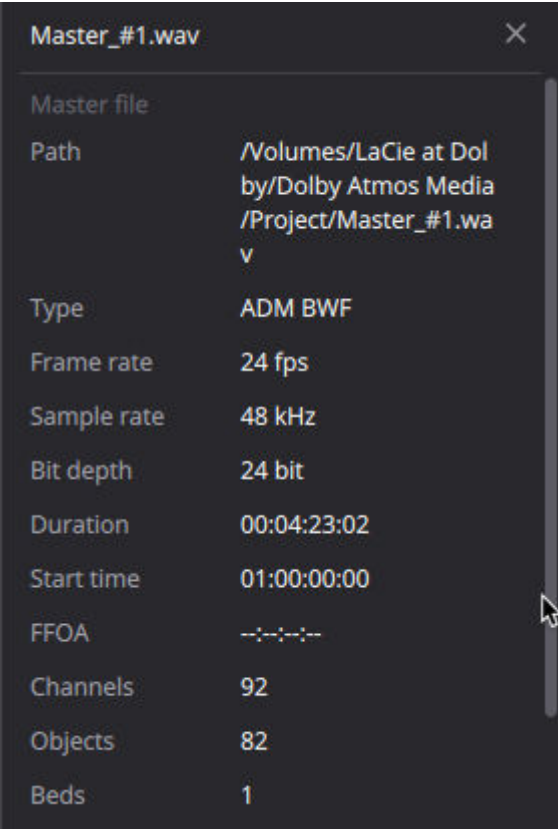 Master_#1.wav
Master file
Path
/Volumes/LaCie at Dol
by/Dolby Atmos Media
/Project/Master_#1.wa
v
Type ADM BWF
Frame rate 24 fps
Sample rate 48 kHz
Bit depth 24 bit
Duration 00:04:23:02
Start time 01:00:00:00
FFOA --:--:--:--
Channels 92
Objects 82
Beds 1